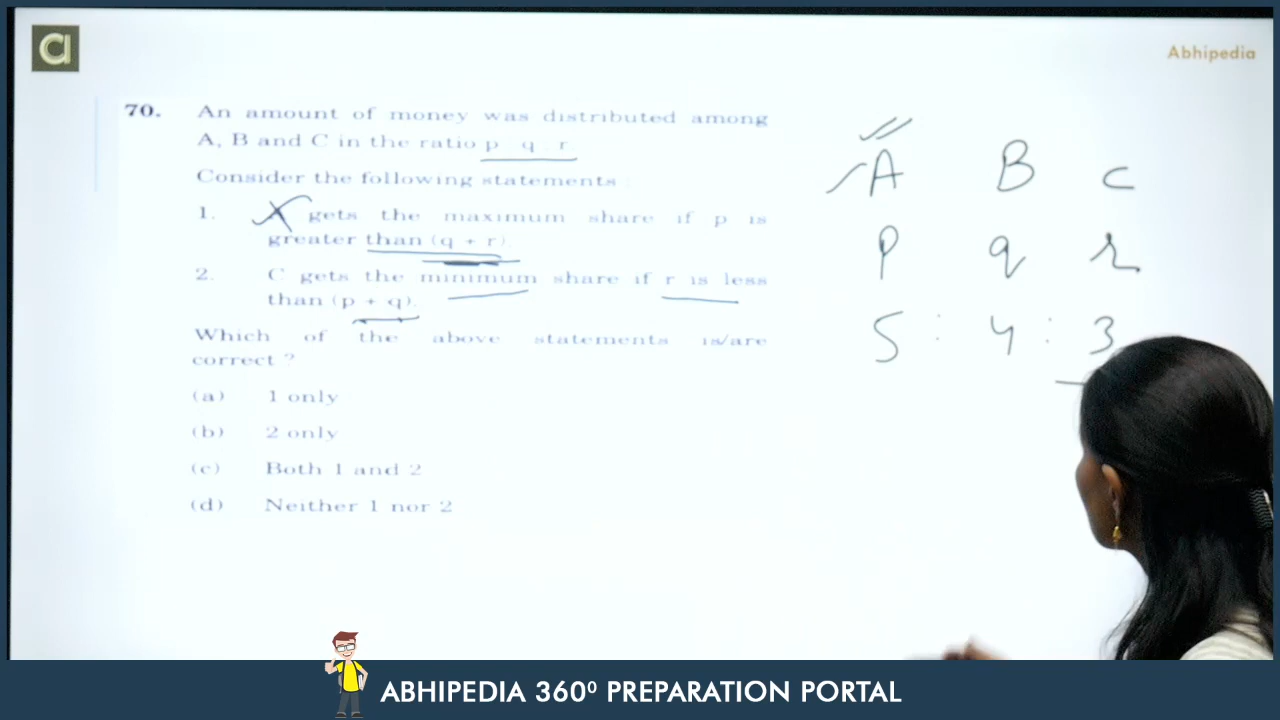 Abhipedia
70. An amount of money was distributed among
A, B and C in the ratio p : q : r
Consider the following statements :
1. A gets the maximum share if p is
greater than (q + r)
2. C gets the minimum share if r is less
than (p + q).
Which of the above statements is/are
correct ?
(a) 1 only
(b) 2 only
(c) Both 1 and 2
(d) Neither 1 nor 2
A B C
p q r
5 : 4 : 3
ABHIPEDIA 360⁰ PREPARATION PORTAL